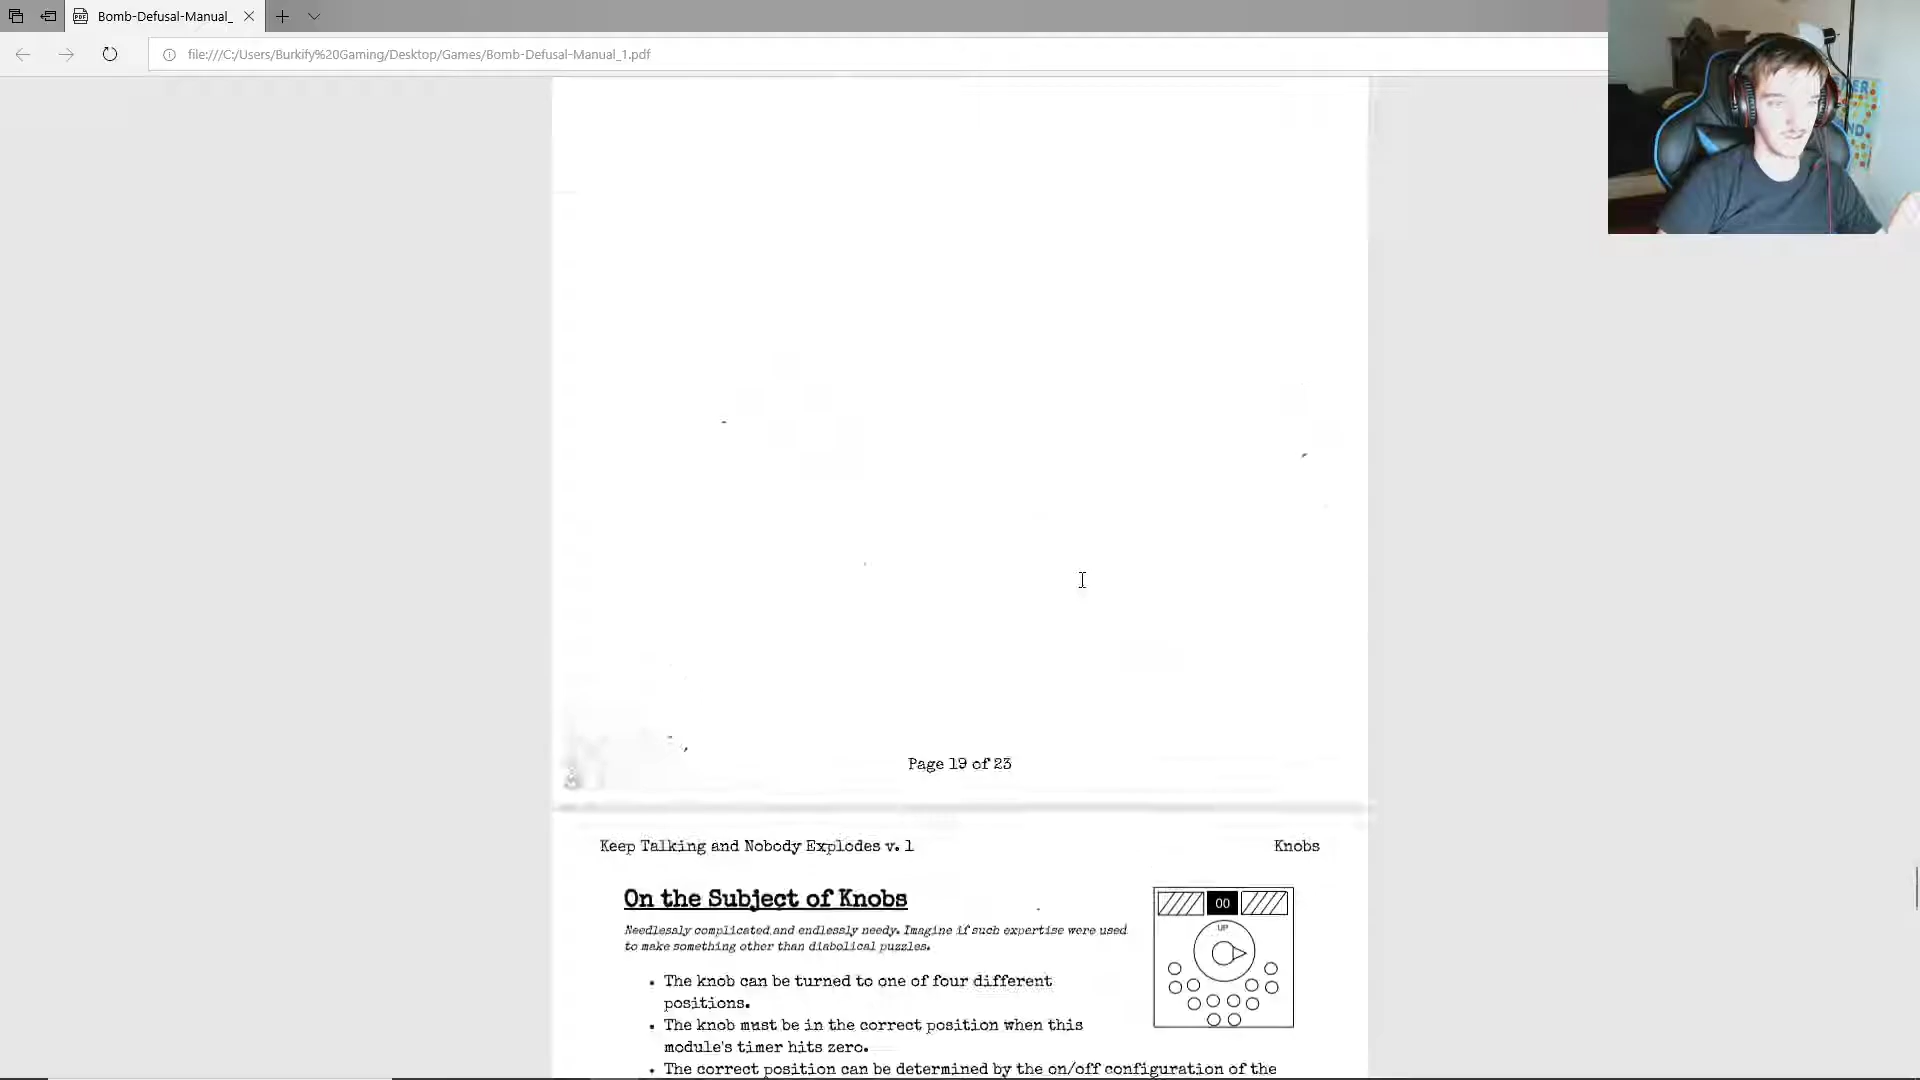 Bomb-Defusal-Manual_
file:///C:/Users/Burkify%20Gaming/Desktop/Games/Bomb-Defusal-Manual_1.pdf
Page 19 of 23
Keep Talking and Nobody Explodes v. 1
Knobs
On the Subject of Knobs
Needlessly complicated and endlessly needy. Imagine if such expertise were used
to make something other than diabolical puzzles.
00
UP
• The knob can be turned to one of four different
positions.
• The knob must be in the correct position when this
module's timer hits zero.
• The correct position can be determined by the on/off configuration of the